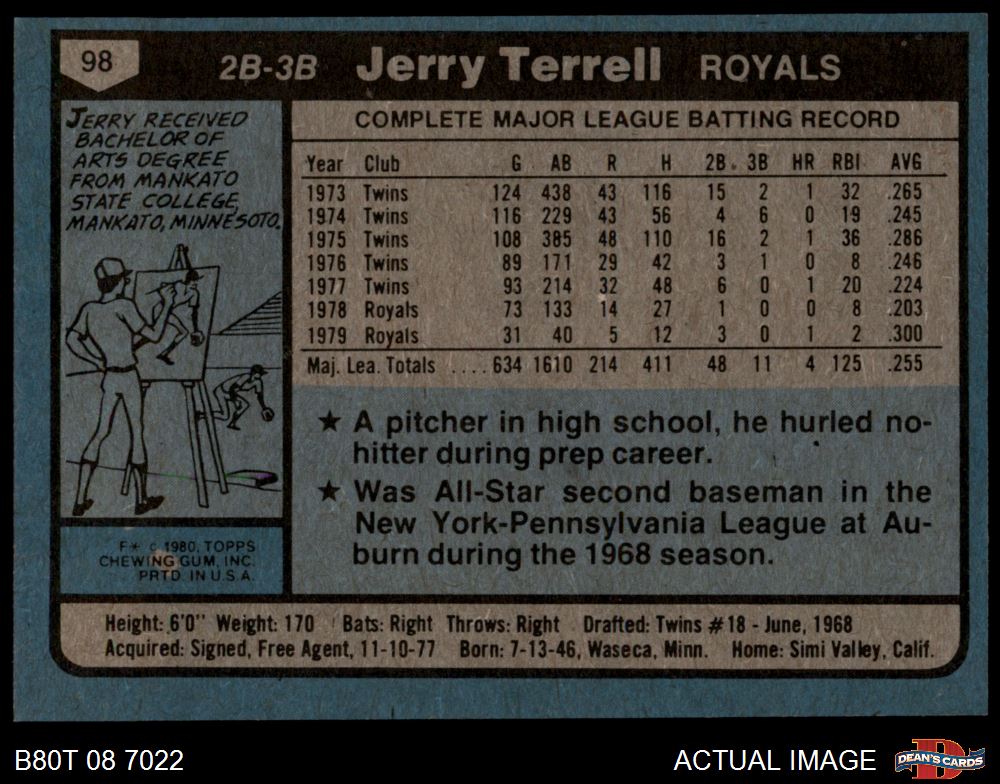 98 2B-3B Jerry Terrell ROYALS
JERRY RECEIVED
BACHELOR OF
ARTS DEGREE
FROM MANKATO
STATE COLLEGE,
MANKATO, MINNESOTA.
COMPLETE MAJOR LEAGUE BATTING RECORD
Year Club G AB R H 2B. 3B HR RBI AVG
1973 Twins 124 438 43 116 15 2 1 32 .265
1974 Twins 116 229 43 56 4 6 0 19 .245
1975 Twins 108 385 48 110 16 2 1 36 .286
1976 Twins 89 171 29 42 3 1 0 8 .246
1977 Twins 93 214 32 48 6 0 1 20 .224
1978 Royals 73 133 14 27 1 0 0 8 .203
1979 Royals 31 40 5 12 3 0 1 2 .300
Maj. Lea. Totals ....634 1610 214 411 48 11 4 125 .255
★ A pitcher in high school, he hurled no-
hitter during prep career.
★ Was All-Star second baseman in the
New York-Pennsylvania League at Au-
burn during the 1968 season.
F* © 1980, TOPPS
CHEWING GUM, INC.
PRTD. IN U.S.A.
Height: 6'0" Weight: 170 Bats: Right Throws: Right Drafted: Twins #18 - June, 1968
Acquired: Signed, Free Agent, 11-10-77 Born: 7-13-46, Waseca, Minn. Home: Simi Valley, Calif.
B80T 08 7022 ACTUAL IMAGE DEAN'S CARDS